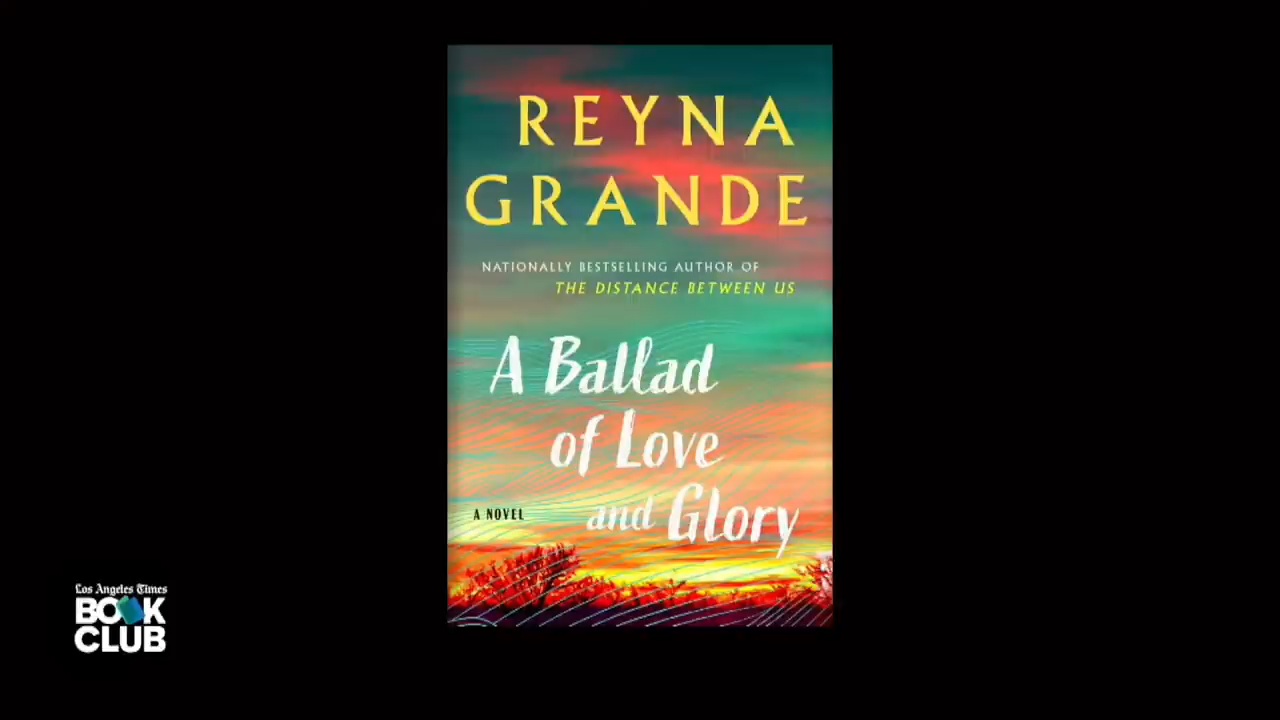 REYNA
GRANDE
NATIONALLY BESTSELLING AUTHOR OF
THE DISTANCE BETWEEN US
A Ballad
of Love
and Glory
A NOVEL
Los Angeles Times
BOOK
CLUB